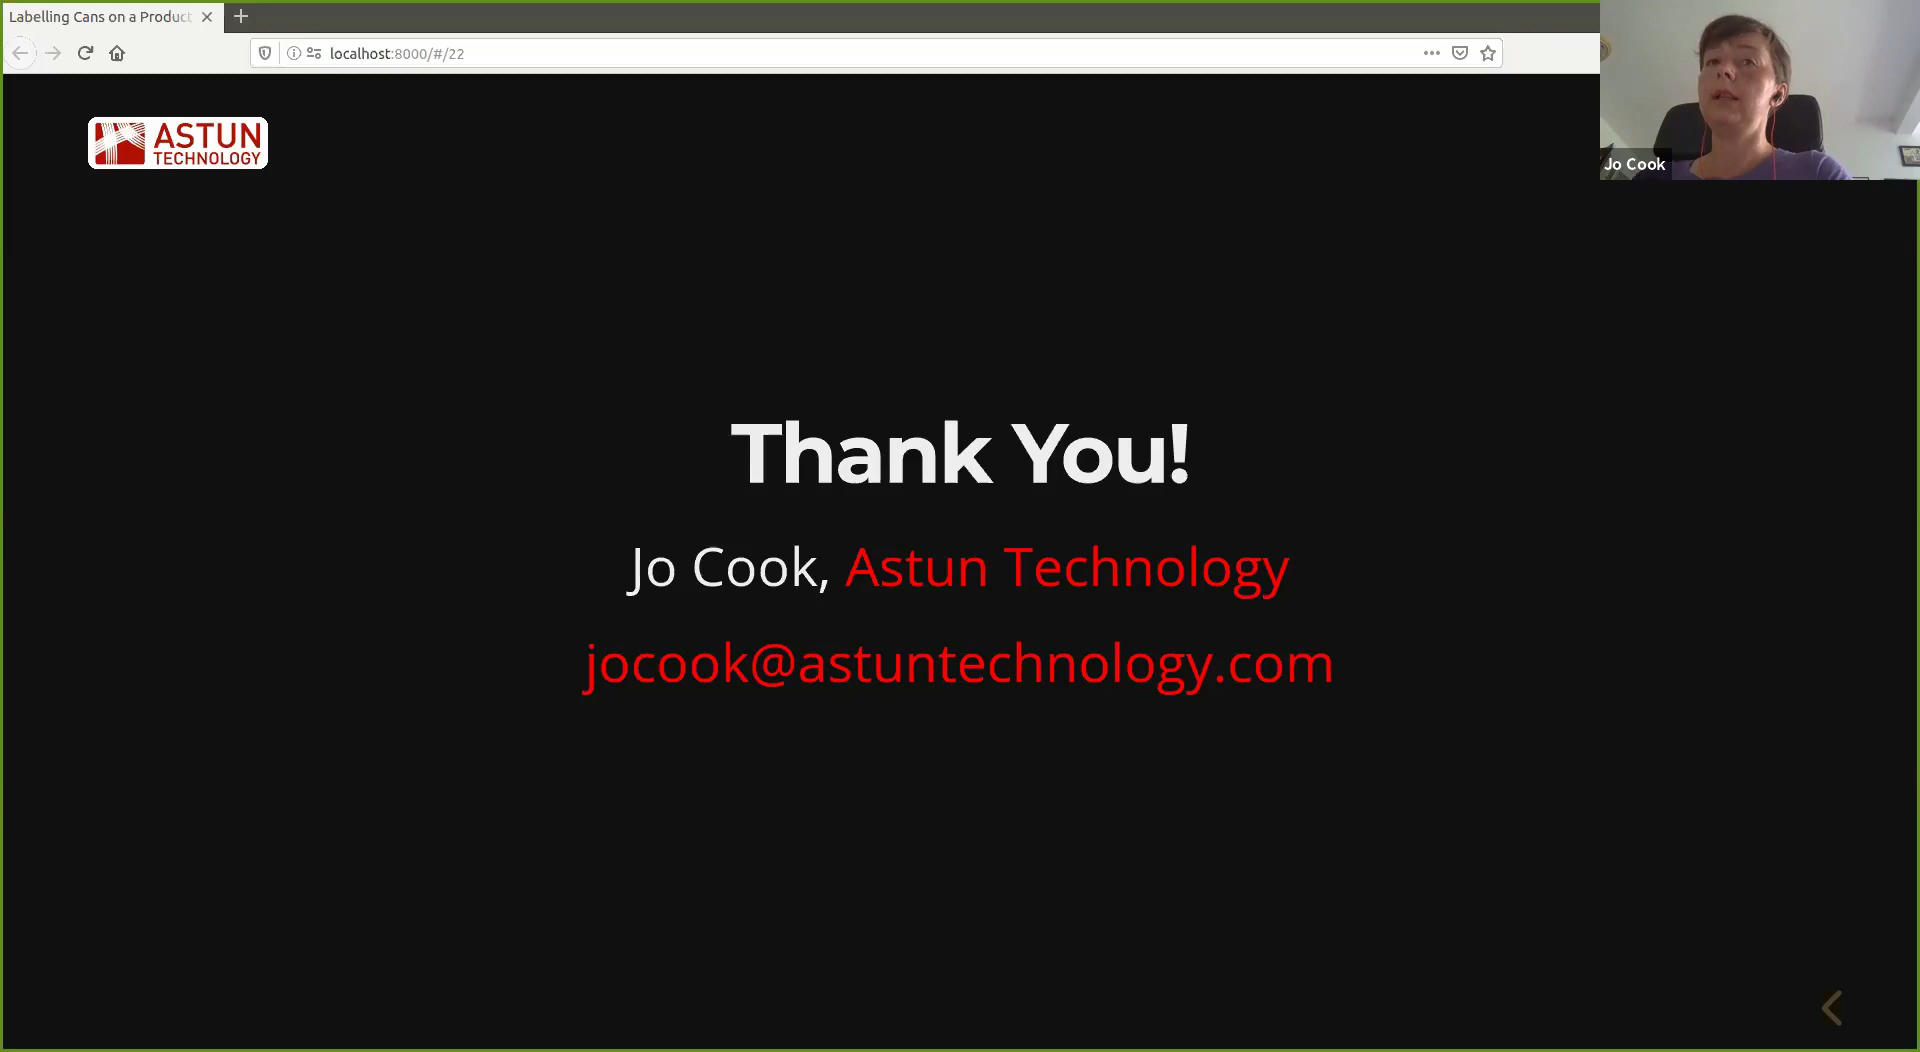 Labelling Cans on a Product
localhost:8000/#/22
ASTUN
TECHNOLOGY
Jo Cook
Thank You!
Jo Cook, Astun Technology
jocook@astuntechnology.com